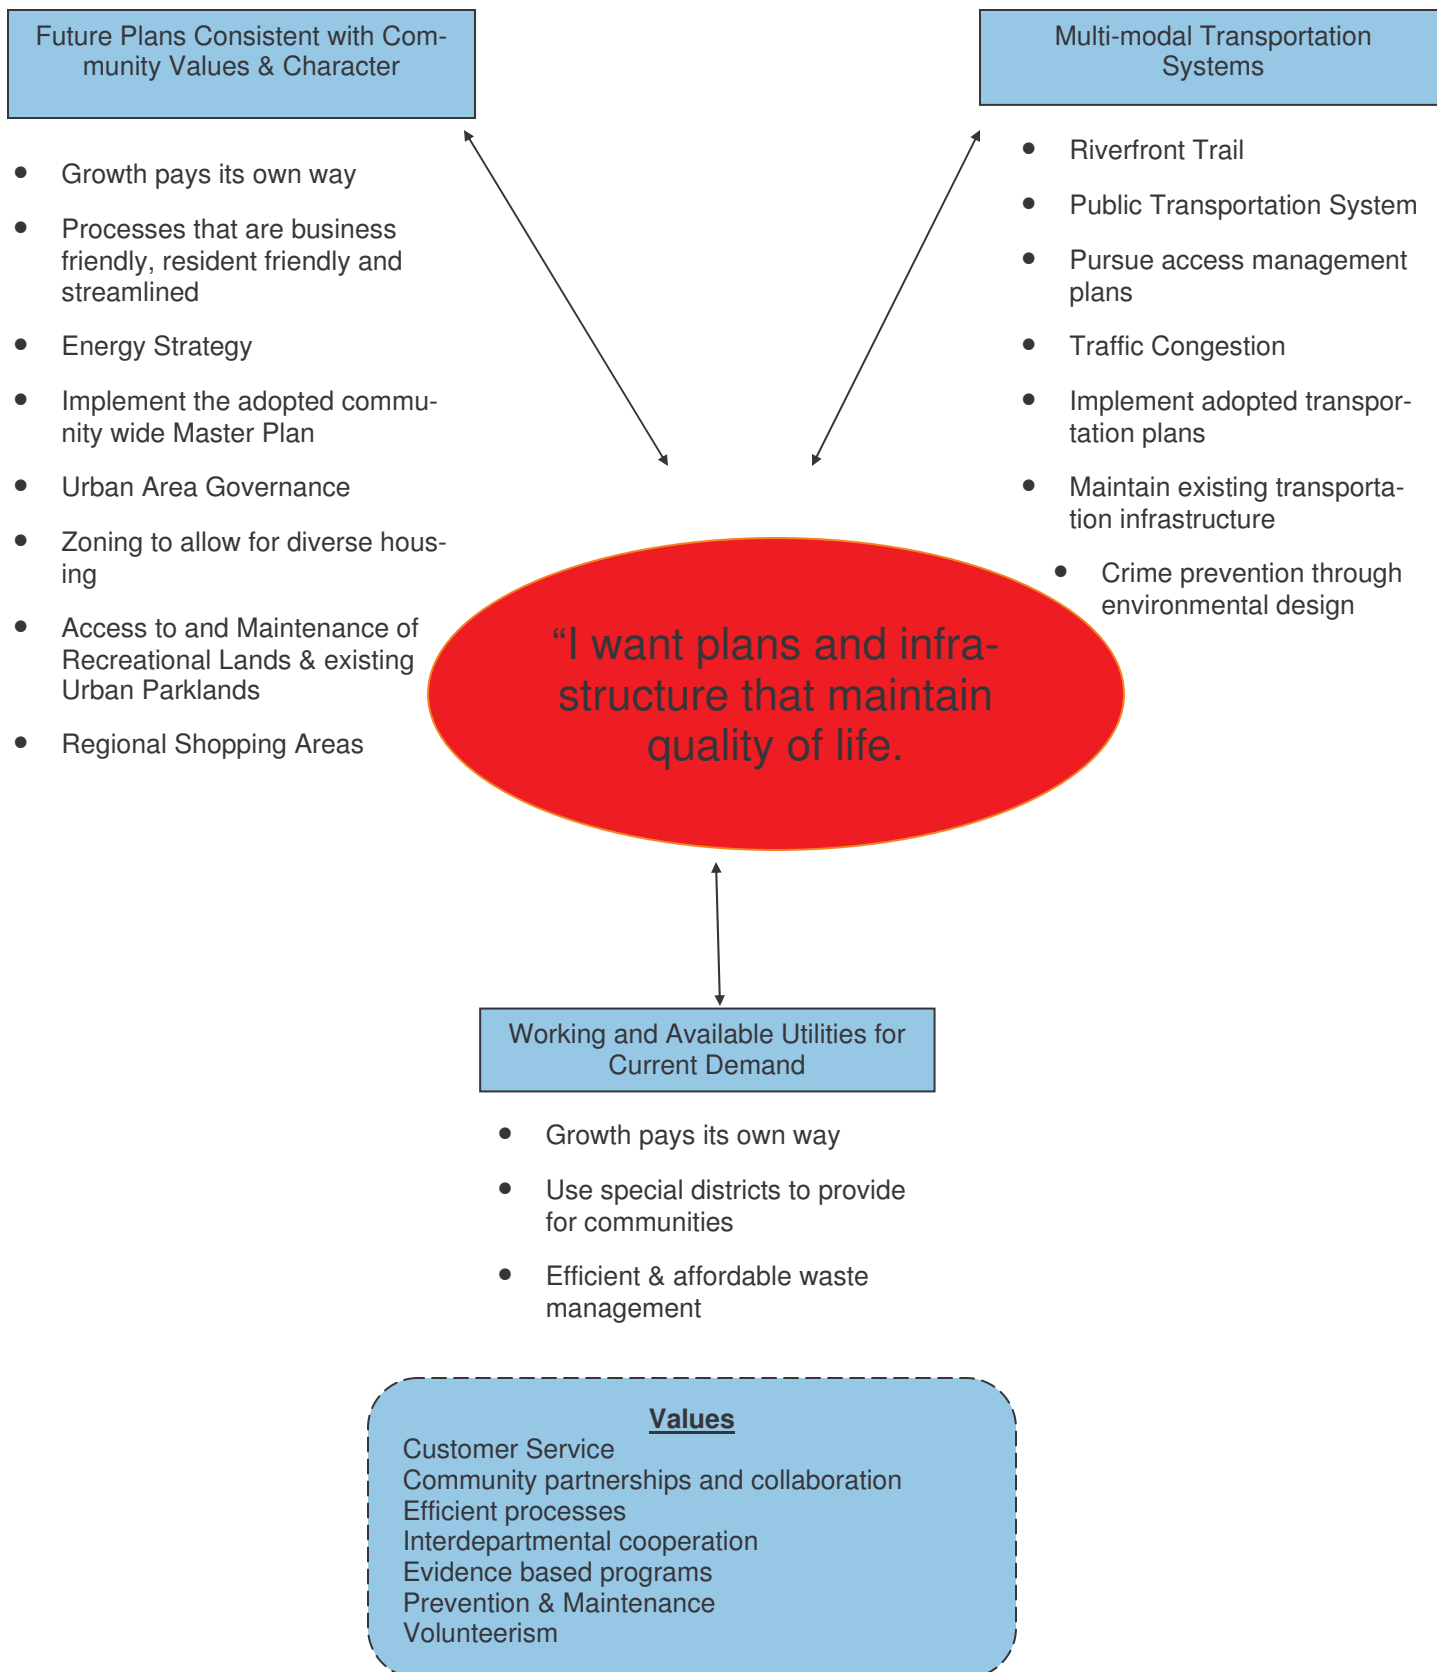 Future Plans Consistent with Com-
munity Values & Character
• Growth pays its own way
• Processes that are business
friendly, resident friendly and
streamlined
• Energy Strategy
• Implement the adopted commu-
nity wide Master Plan
• Urban Area Governance
• Zoning to allow for diverse hous-
ing
• Access to and Maintenance of
Recreational Lands & existing
Urban Parklands
• Regional Shopping Areas
Multi-modal Transportation
Systems
• Riverfront Trail
• Public Transportation System
• Pursue access management
plans
• Traffic Congestion
• Implement adopted transpor-
tation plans
• Maintain existing transporta-
tion infrastructure
• Crime prevention through
environmental design
“I want plans and infra-
structure that maintain
quality of life.
Working and Available Utilities for
Current Demand
• Growth pays its own way
• Use special districts to provide
for communities
• Efficient & affordable waste
management
Values
Customer Service
Community partnerships and collaboration
Efficient processes
Interdepartmental cooperation
Evidence based programs
Prevention & Maintenance
Volunteerism